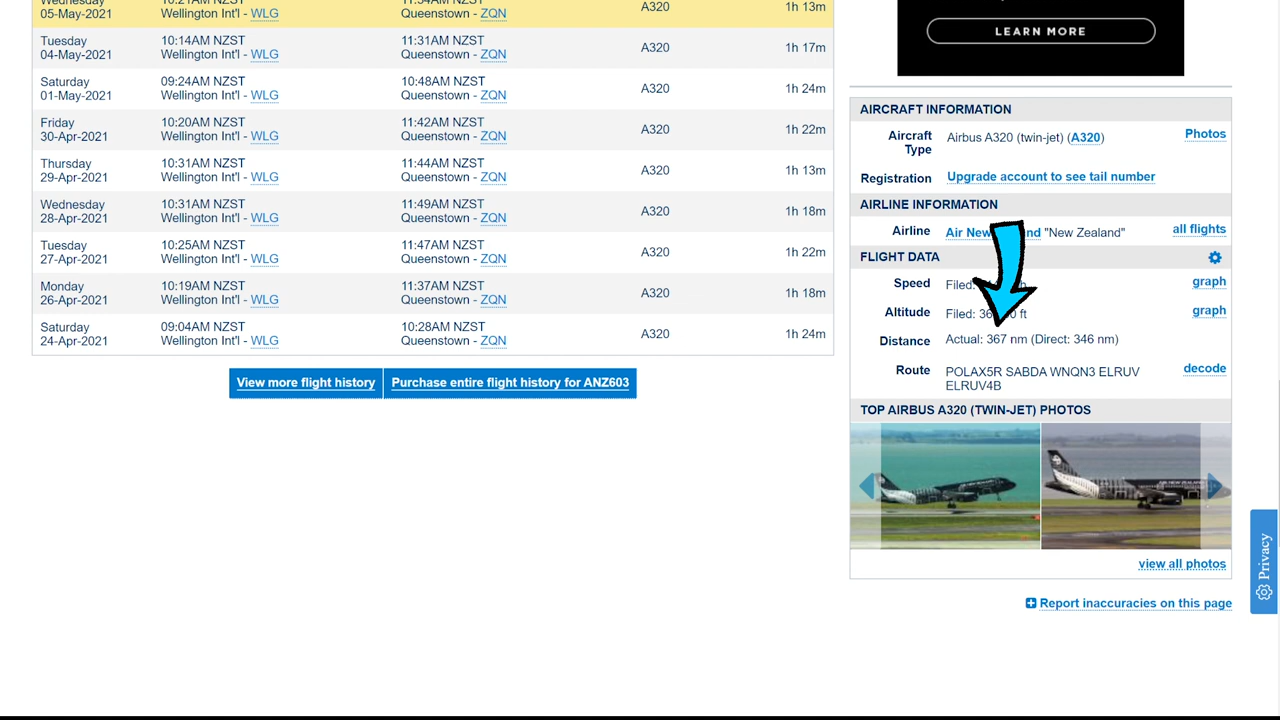 Wednesday 10:21AM NZST 11:34AM NZST
05-May-2021 Wellington Int'l - WLG Queenstown - ZQN A320 1h 13m
Tuesday 10:14AM NZST 11:31AM NZST
04-May-2021 Wellington Int'l - WLG Queenstown - ZQN A320 1h 17m
Saturday 09:24AM NZST 10:48AM NZST
01-May-2021 Wellington Int'l - WLG Queenstown - ZQN A320 1h 24m
Friday 10:20AM NZST 11:42AM NZST
30-Apr-2021 Wellington Int'l - WLG Queenstown - ZQN A320 1h 22m
Thursday 10:31AM NZST 11:44AM NZST
29-Apr-2021 Wellington Int'l - WLG Queenstown - ZQN A320 1h 13m
Wednesday 10:31AM NZST 11:49AM NZST
28-Apr-2021 Wellington Int'l - WLG Queenstown - ZQN A320 1h 18m
Tuesday 10:25AM NZST 11:47AM NZST
27-Apr-2021 Wellington Int'l - WLG Queenstown - ZQN A320 1h 22m
Monday 10:19AM NZST 11:37AM NZST
26-Apr-2021 Wellington Int'l - WLG Queenstown - ZQN A320 1h 18m
Saturday 09:04AM NZST 10:28AM NZST
24-Apr-2021 Wellington Int'l - WLG Queenstown - ZQN A320 1h 24m
View more flight history Purchase entire flight history for ANZ603
LEARN MORE
AIRCRAFT INFORMATION
Aircraft Type Airbus A320 (twin-jet) (A320) Photos
Registration Upgrade account to see tail number
AIRLINE INFORMATION
Airline Air New "New Zealand" all flights
FLIGHT DATA
Speed Filed: graph
Altitude Filed: ft graph
Distance Actual: 367 nm (Direct: 346 nm)
Route POLAX5R SABDA WNQN3 ELRUV decode
ELRUV4B
TOP AIRBUS A320 (TWIN-JET) PHOTOS
view all photos
Report inaccuracies on this page
Privacy